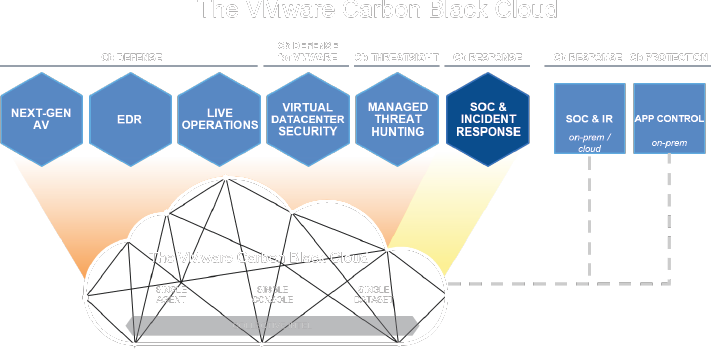 The VMware Carbon Black Cloud
Cb DEFENSE
Cb DEFENSE
for VMWARE
Cb THREATSIGHT
Cb RESPONSE
Cb RESPONSE
Cb PROTECTION
NEXT-GEN
AV
EDR
LIVE
OPERATIONS
VIRTUAL
DATACENTER
SECURITY
MANAGED
THREAT
HUNTING
SOC &
INCIDENT
RESPONSE
SOC & IR
on-prem /
cloud
APP CONTROL
on-prem
The VMware Carbon Black Cloud
SINGLE
AGENT
SINGLE
CONSOLE
SINGLE
DATASET